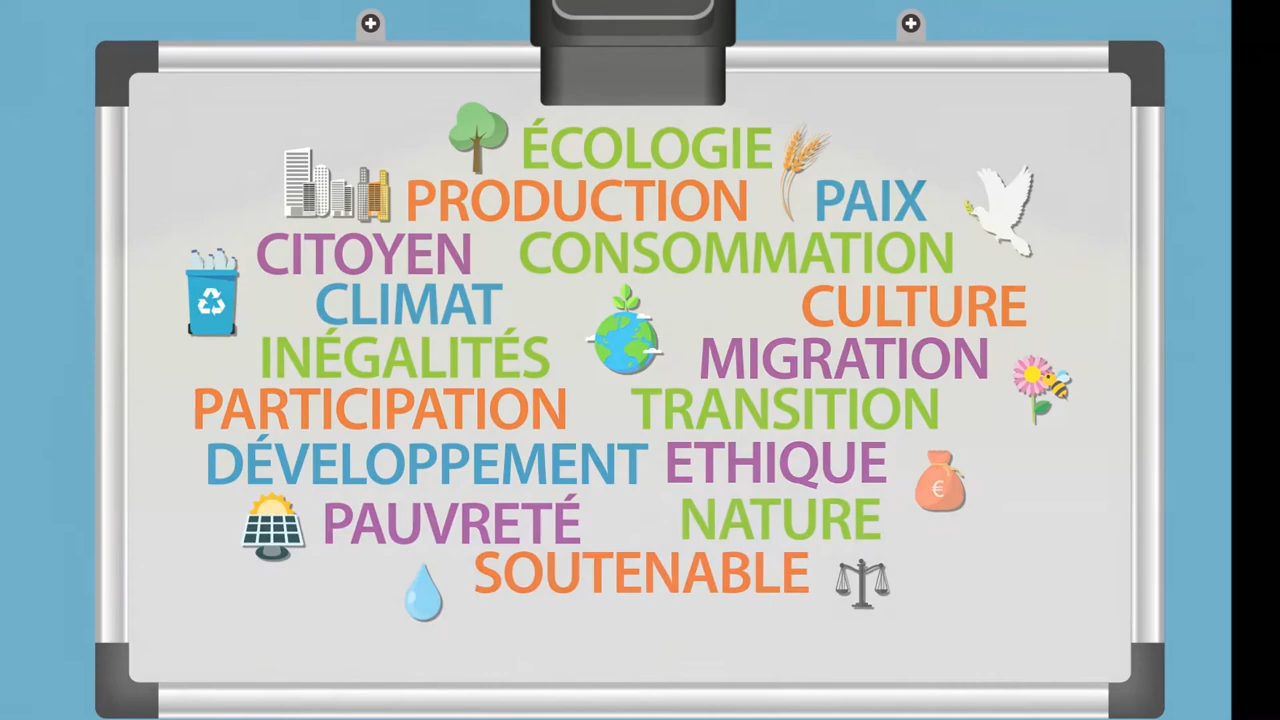 ÉCOLOGIE
PRODUCTION PAIX
CITOYEN CONSOMMATION
CLIMAT CULTURE
INÉGALITÉS MIGRATION
PARTICIPATION TRANSITION
DÉVELOPPEMENT ETHIQUE
€
PAUVRETÉ NATURE
SOUTENABLE